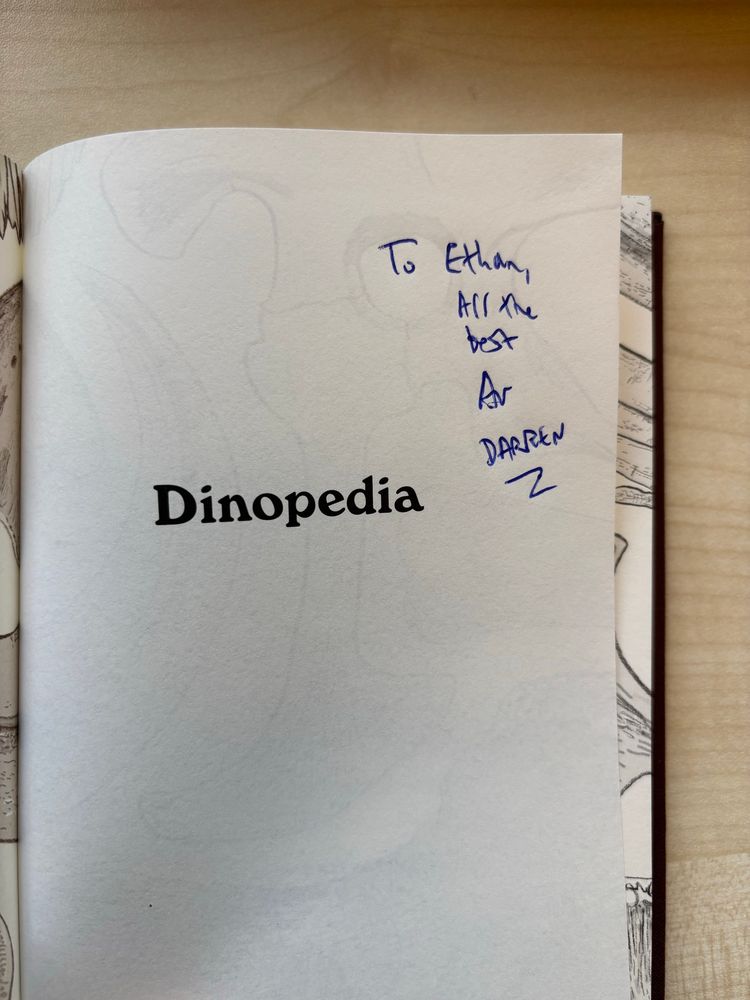 To Ethan,
All the
best
DARREN
Dinopedia